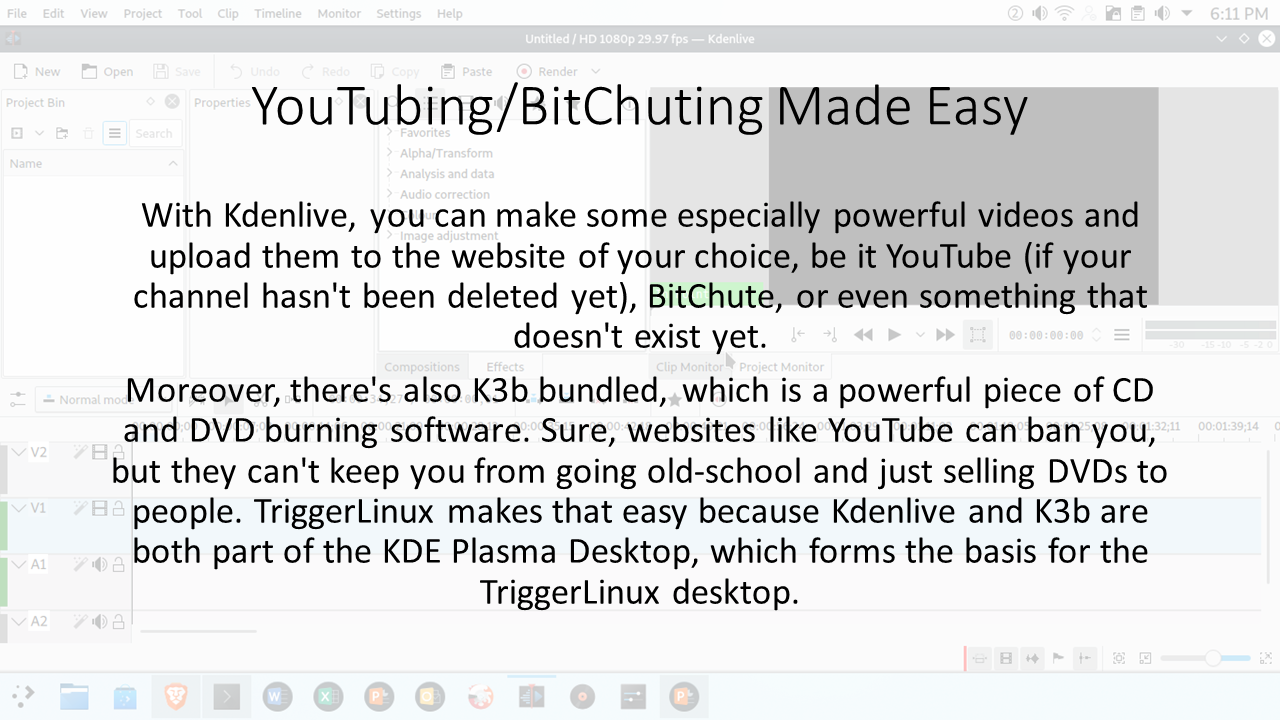 File Edit View Project Tool Clip Timeline Monitor Settings Help 6:11 PM
Untitled / HD 1080p 29.97 fps — Kdenlive
New Open Save Undo Redo Copy Paste Render
Project Bin Properties
YouTubing/BitChuting Made Easy
Search
Name
Favorites
Alpha/Transform
Analysis and data
Audio correction
Image adjustment
With Kdenlive, you can make some especially powerful videos and
upload them to the website of your choice, be it YouTube (if your
channel hasn't been deleted yet), BitChute, or even something that
doesn't exist yet.
00:00:00:00
-30 -15 -10 -5 -2 0
Compositions Effects Clip Monitor Project Monitor
Moreover, there's also K3b bundled, which is a powerful piece of CD
and DVD burning software. Sure, websites like YouTube can ban you,
but they can't keep you from going old-school and just selling DVDs to
people. TriggerLinux makes that easy because Kdenlive and K3b are
both part of the KDE Plasma Desktop, which forms the basis for the
TriggerLinux desktop.
Normal mode
00:01:39;14
V2
V1
A1
A2